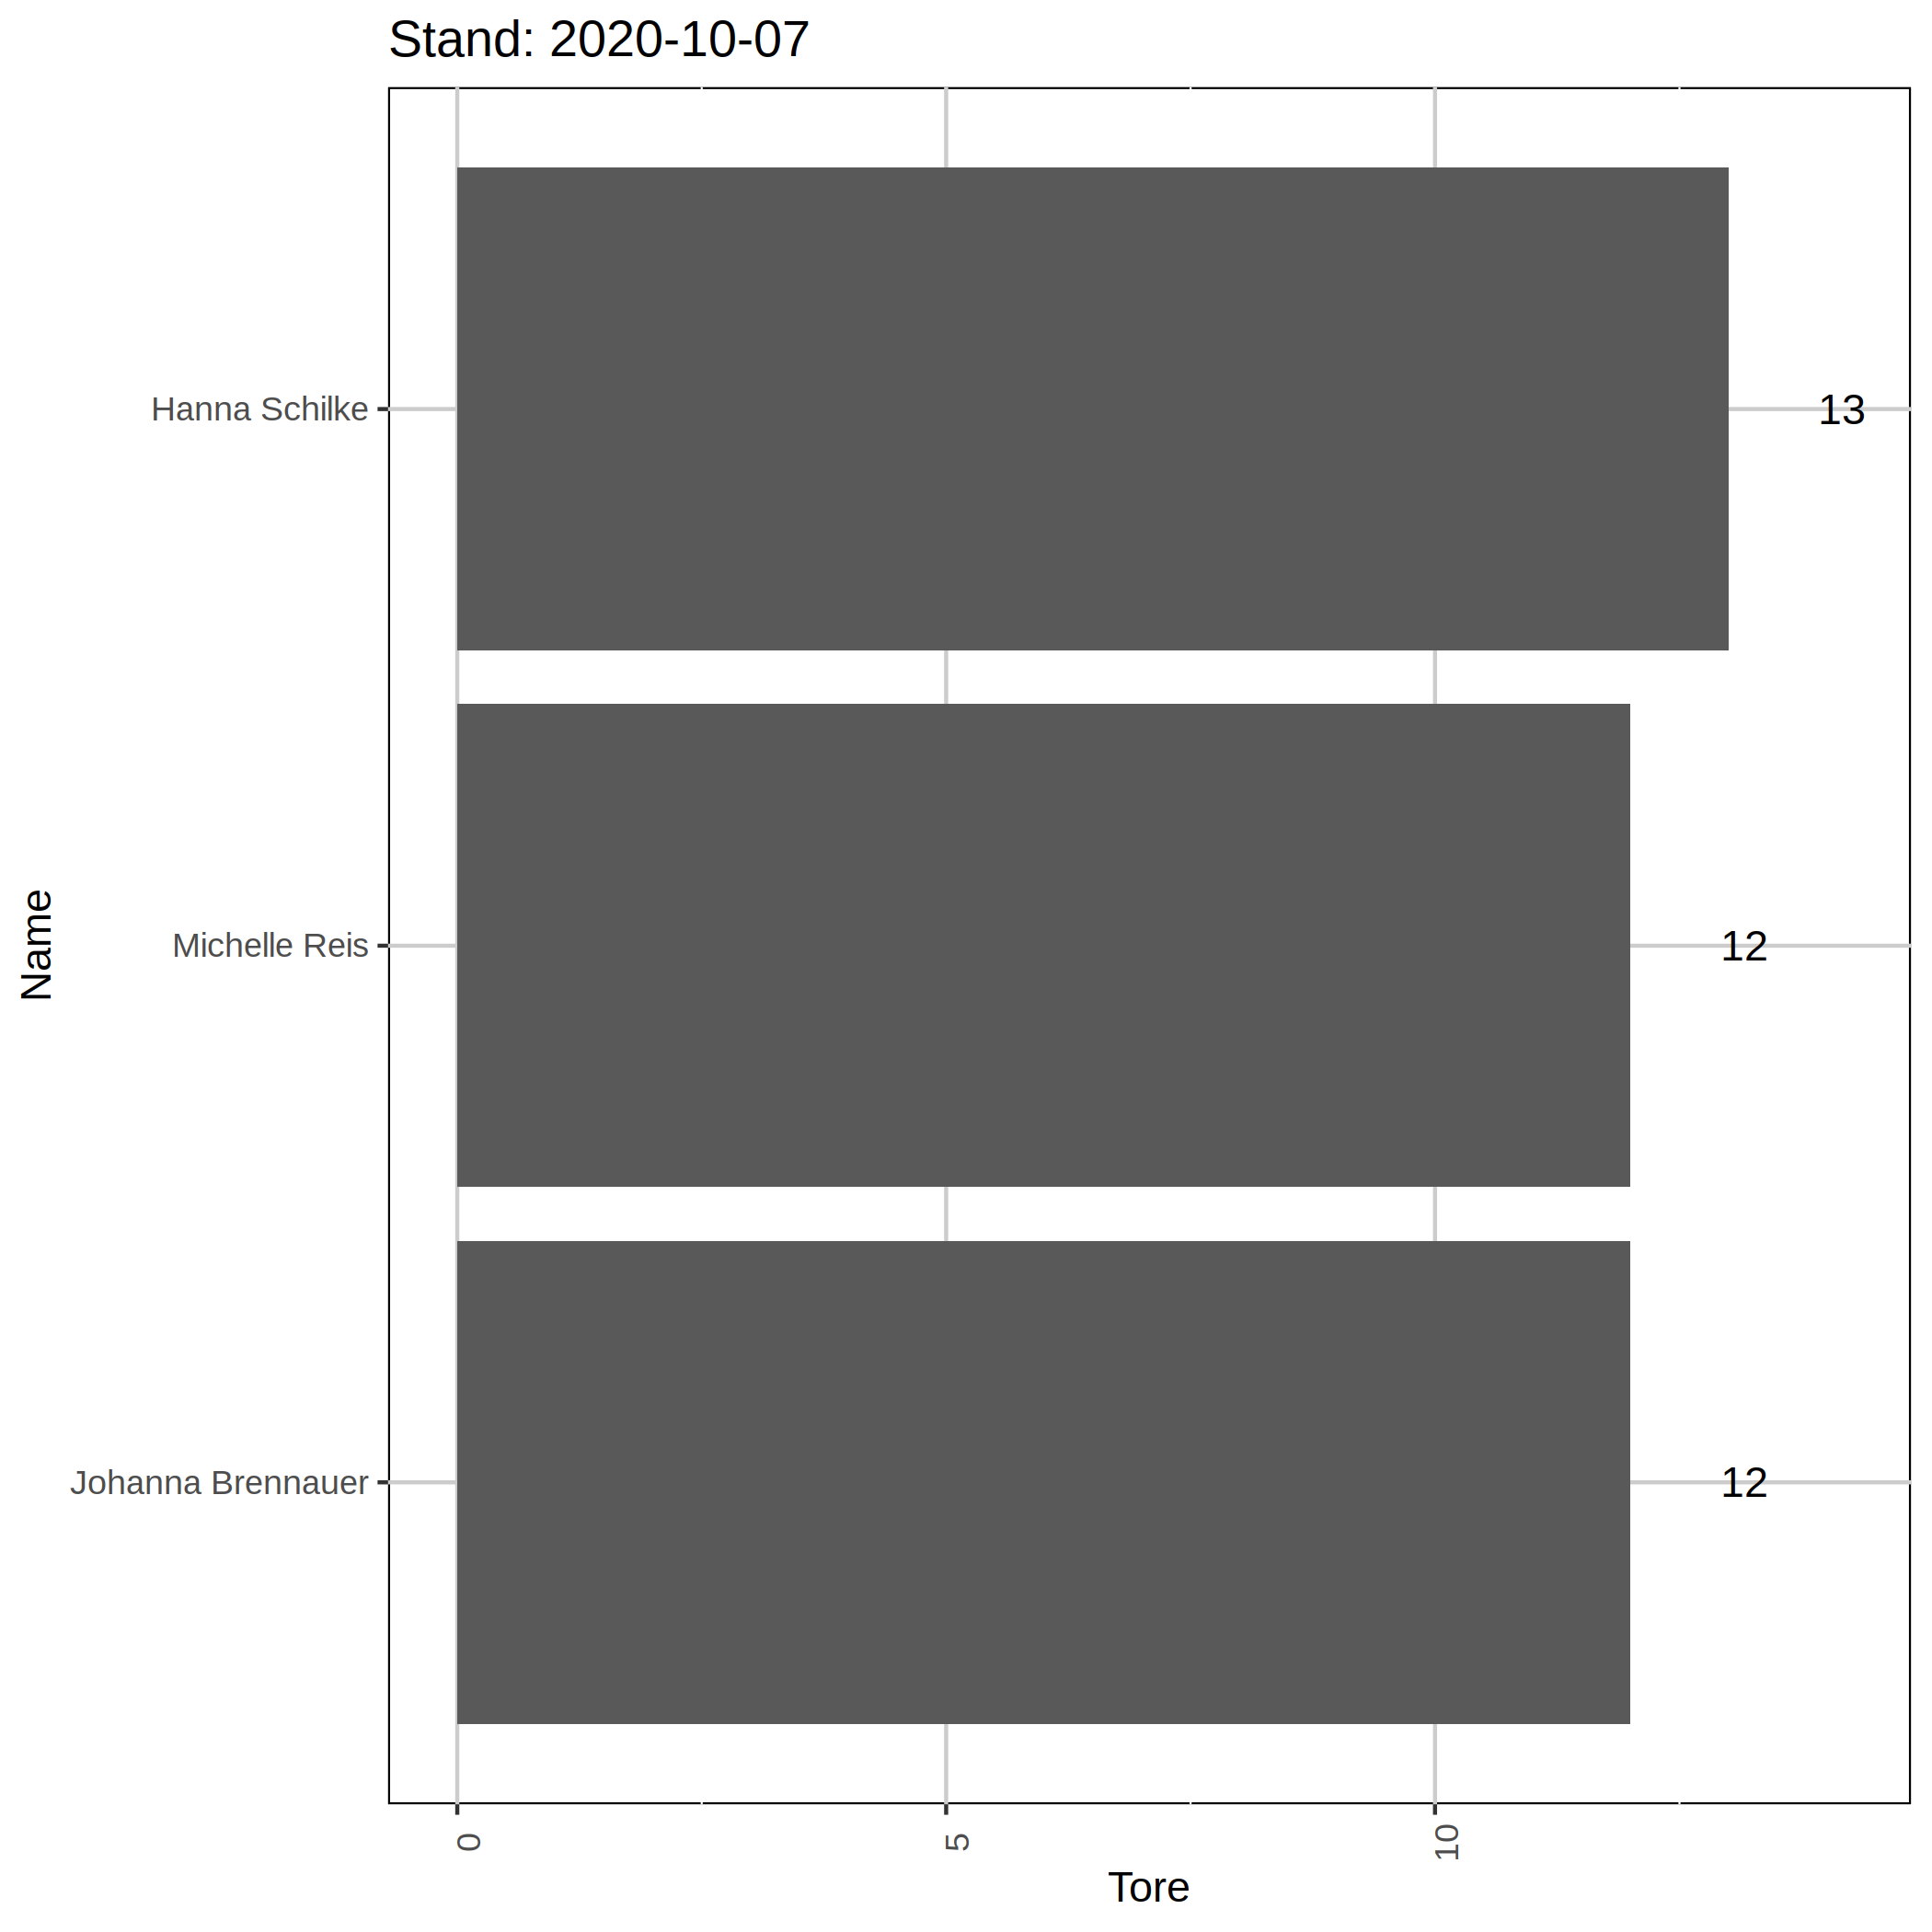 Stand: 2020-10-07
Name
Hanna Schilke
13
Michelle Reis
12
Johanna Brennauer
12
0
5
10
Tore